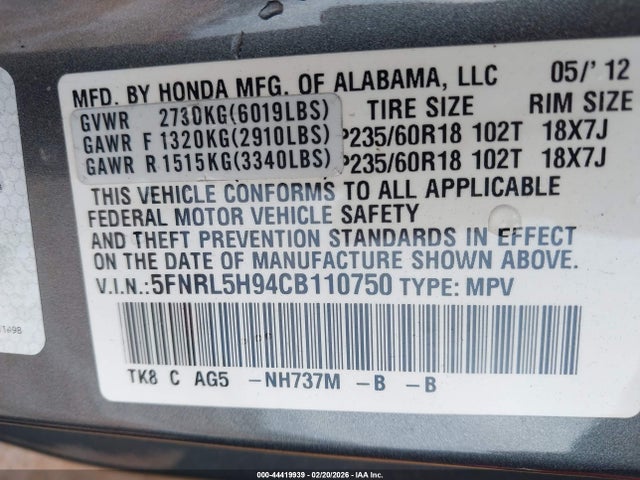 MFD. BY HONDA MFG. OF ALABAMA, LLC 05/'12
GVWR 2730KG(6019LBS) TIRE SIZE RIM SIZE
GAWR F 1320KG(2910LBS) P235/60R18 102T 18X7J
GAWR R 1515KG(3340LBS) P235/60R18 102T 18X7J
THIS VEHICLE CONFORMS TO ALL APPLICABLE
FEDERAL MOTOR VEHICLE SAFETY
AND THEFT PREVENTION STANDARDS IN EFFECT
ON THE DATE OF MANUFACTURE SHOWN ABOVE.
V.I.N.:5FNRL5H94CB110750 TYPE: MPV
TK8 C AG5 -NH737M -B -B
000-44419939 - 02/20/2026 - IAA Inc.